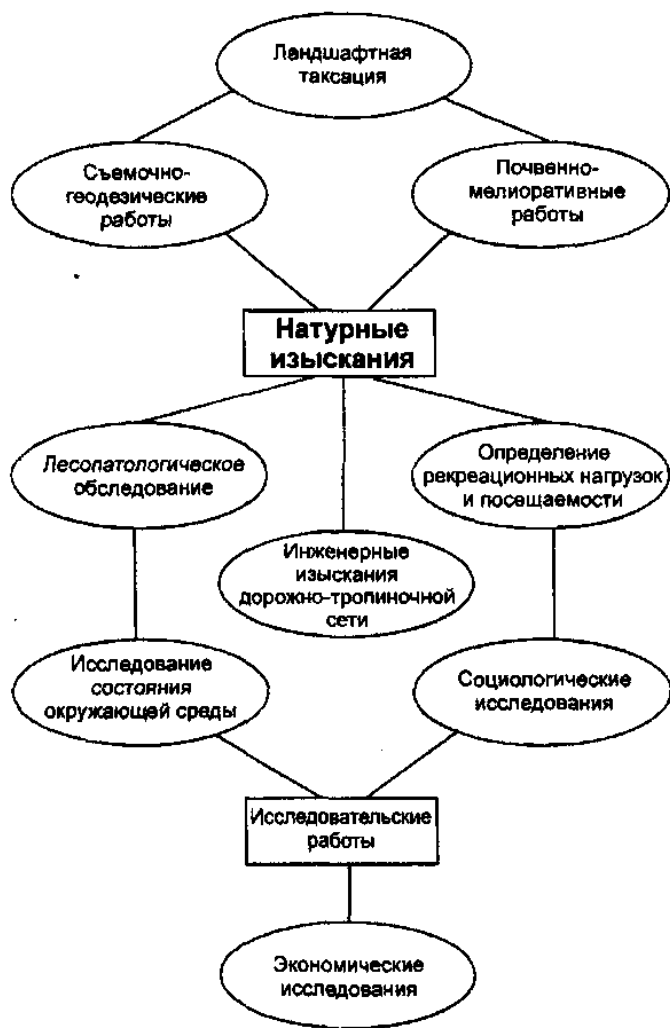 Ландшафтная
таксация
Съемочно-
геодезические
работы
Почвенно-
мелиоративные
работы
Натурные
изыскания
Лесопатологическое
обследование
Определение
рекреационных нагрузок
и посещаемости
Инженерные
изыскания
дорожно-тропиночной
сети
Исследование
состояния
окружающей среды
Социологические
исследования
Исследовательские
работы
Экономические
исследования